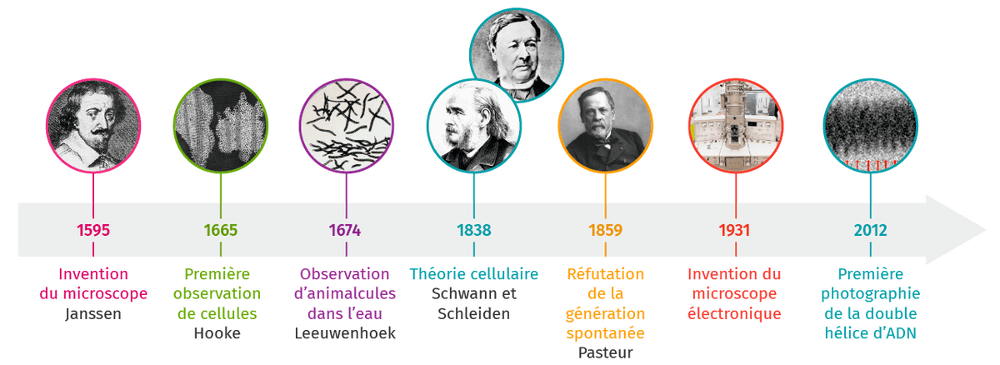 1595
Invention
du microscope
Janssen
1665
Première
observation
de cellules
Hooke
1674
Observation
d’animalcules
dans l’eau
Leeuwenhoek
1838
Théorie cellulaire
Schwann et
Schleiden
1859
Réfutation
de la
génération
spontanée
Pasteur
1931
Invention du
microscope
électronique
2012
Première
photographie
de la double
hélice d’ADN